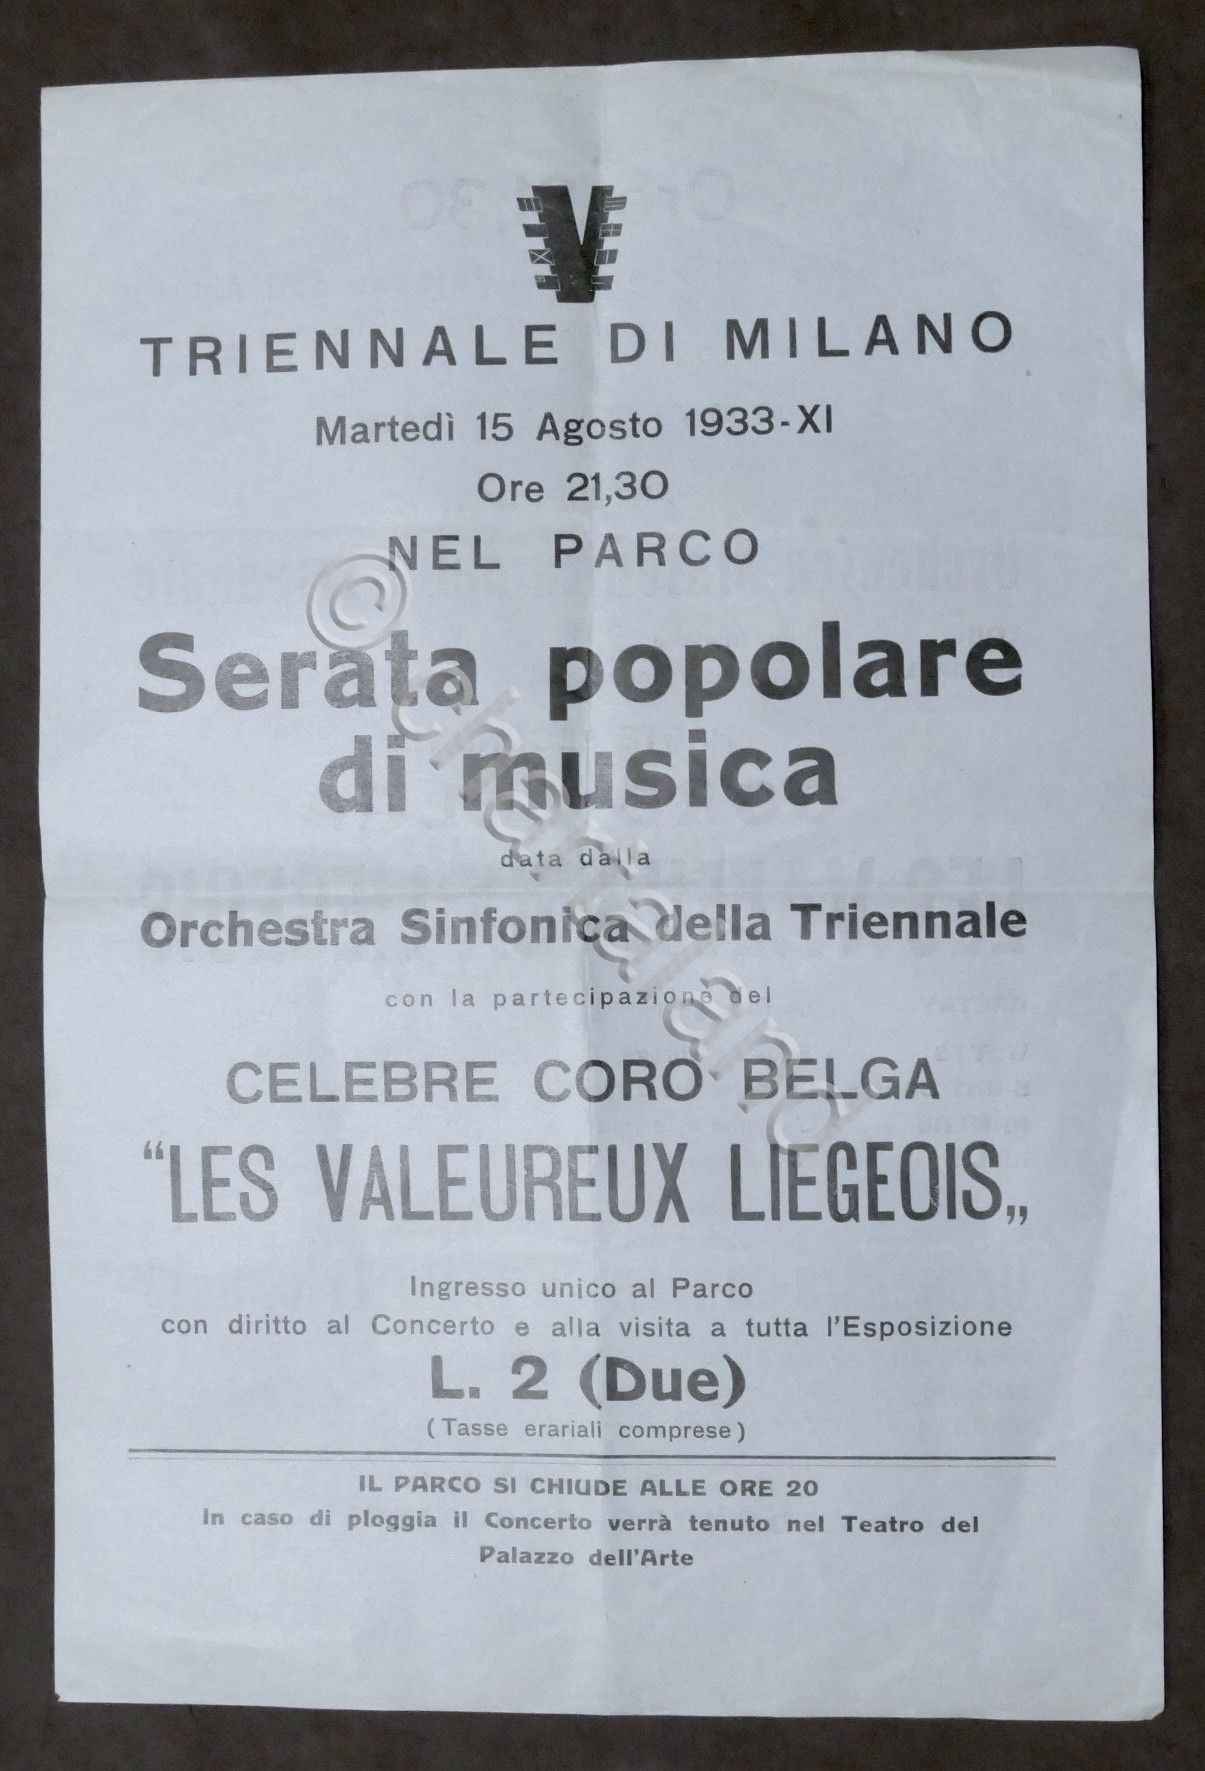 V
TRIENNALE DI MILANO
Martedì 15 Agosto 1933-XI
Ore 21,30
NEL PARCO
Serata popolare
di musica
data dalla
Orchestra Sinfonica della Triennale
con la partecipazione del
CELEBRE CORO BELGA
“LES VALEUREUX LIEGEOIS„
Ingresso unico al Parco
con diritto al Concerto e alla visita a tutta l'Esposizione
L. 2 (Due)
(Tasse erariali comprese)
IL PARCO SI CHIUDE ALLE ORE 20
In caso di pioggia il Concerto verrà tenuto nel Teatro del
Palazzo dell'Arte
© chartaland